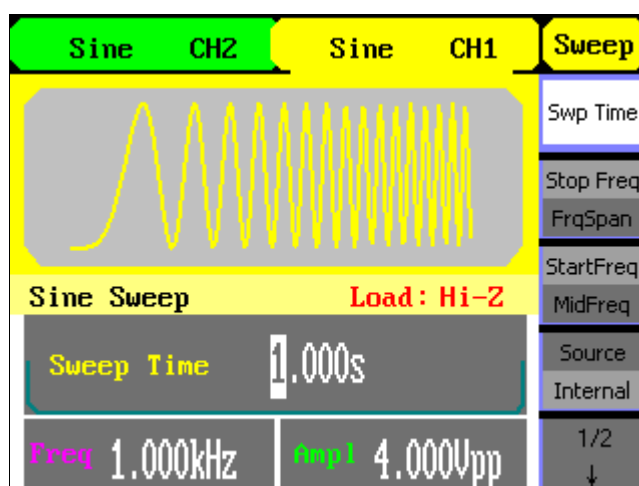 Sine CH2 Sine CH1 Sweep
Swp Time
Stop Freq
FrqSpan
StartFreq
MidFreq
Source
Internal
1/2
↓
Sine Sweep Load: Hi-Z
Sweep Time 1.000s
Freq 1.000kHz Ampl 4.000Vpp